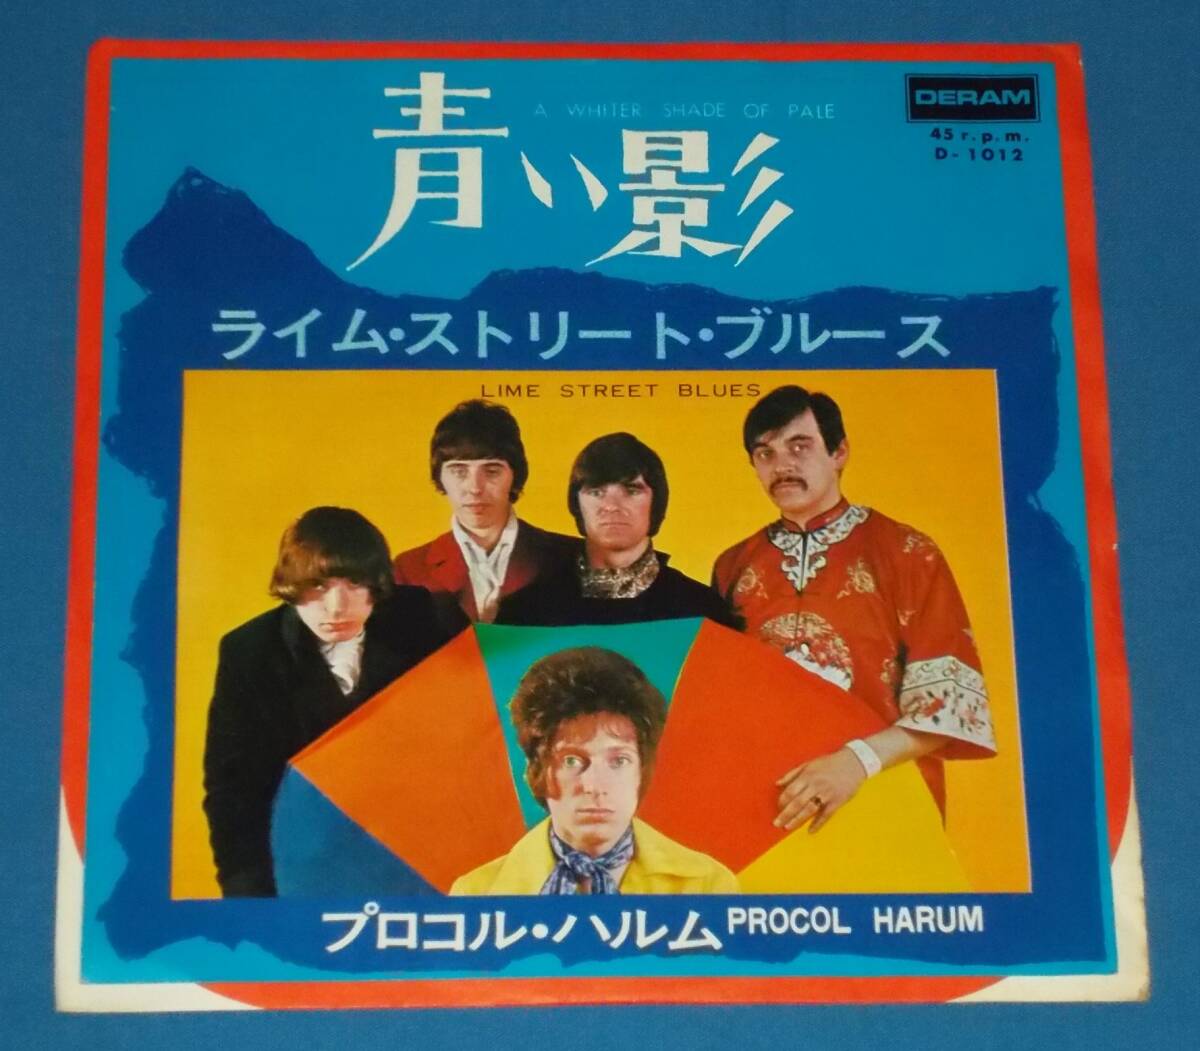 A WHITER SHADE OF PALE
青い影
DERAM
45 r.p.m.
D-1012
ライム・ストリート・ブルース
LIME STREET BLUES
プロコル・ハルム PROCOL HARUM